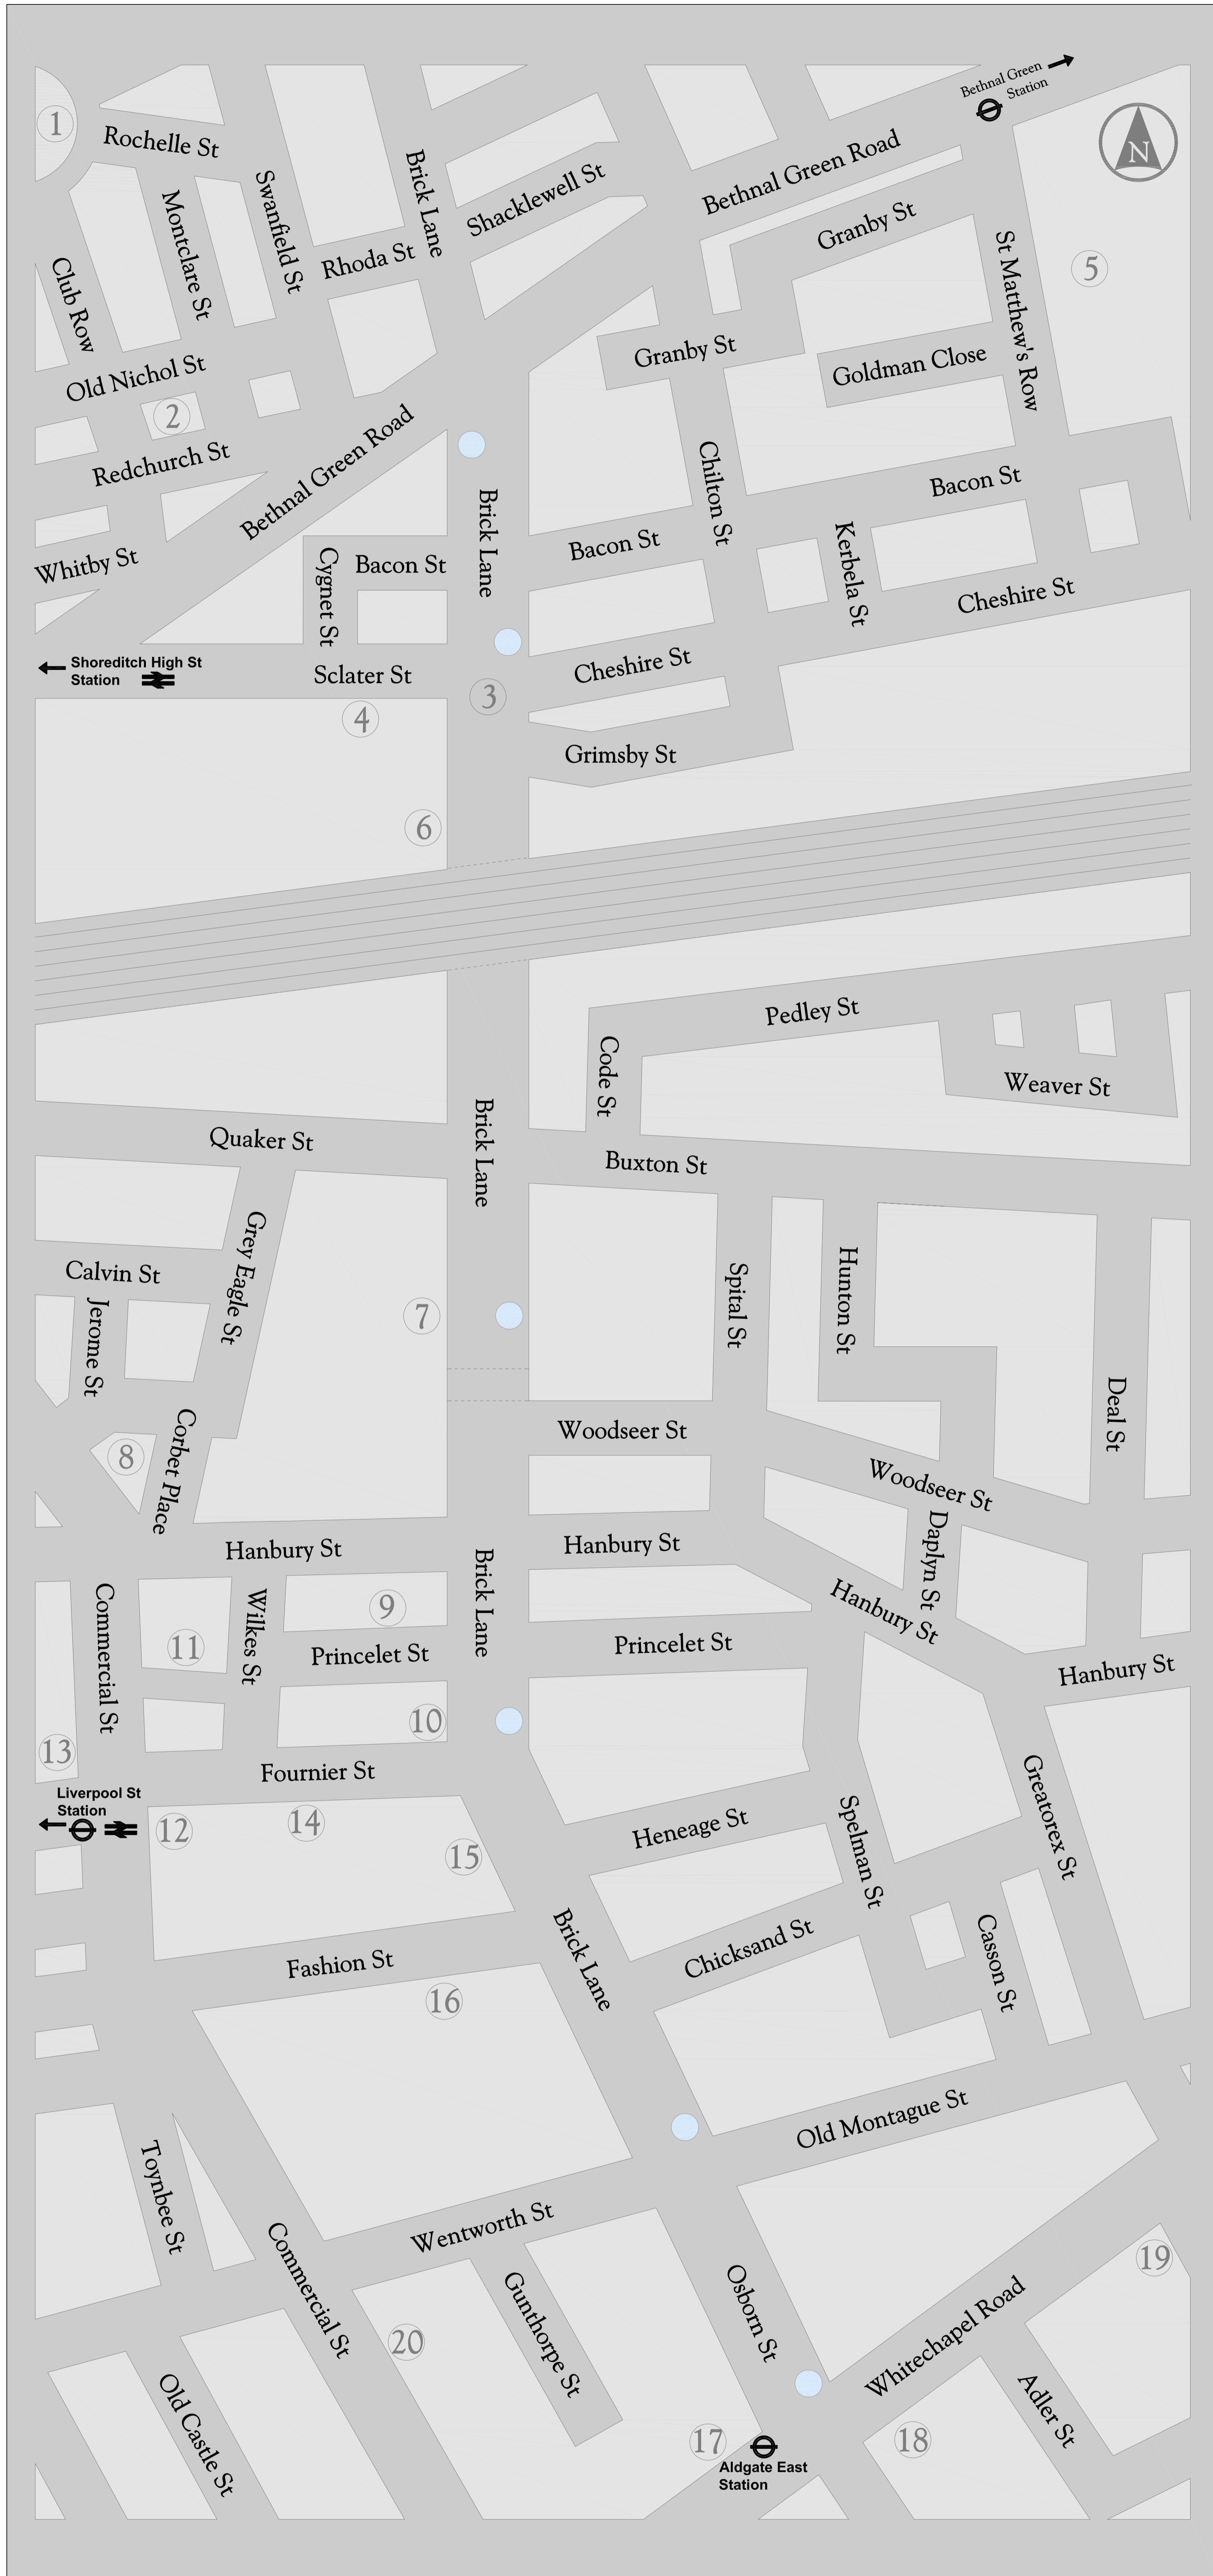 Bethnal Green
Station
1
N
Rochelle St
Brick Lane
Bethnal Green Road
Swanfield St
Shacklewell St
Montclare St
Granby St
St Matthew's Row
Rhoda St
5
Club Row
Granby St
Goldman Close
Old Nichol St
2
Redchurch St
Bethnal Green Road
Chilton St
Bacon St
Brick Lane
Whitby St
Cygnet St
Bacon St
Bacon St
Kerbela St
Cheshire St
Shoreditch High St
Station
Sclater St
Cheshire St
3
4
Grimsby St
6
Pedley St
Code St
Weaver St
Brick Lane
Quaker St
Buxton St
Grey Eagle St
Calvin St
Spital St
Hunton St
Jerome St
7
Deal St
Corbet Place
8
Woodseer St
Woodseer St
Hanbury St
Hanbury St
Daplyn St
Brick Lane
Commercial St
Wilkes St
9
Hanbury St
11
Princelet St
Princelet St
Hanbury St
10
13
Fournier St
Greatorex St
Liverpool St
Station
12
14
Heneage St
Spelman St
15
Brick Lane
Chicksand St
Casson St
Fashion St
16
Old Montague St
Toynbee St
Wentworth St
Commercial St
19
Gunthorpe St
Osborn St
Whitechapel Road
20
Old Castle St
Adler St
17
18
Aldgate East
Station